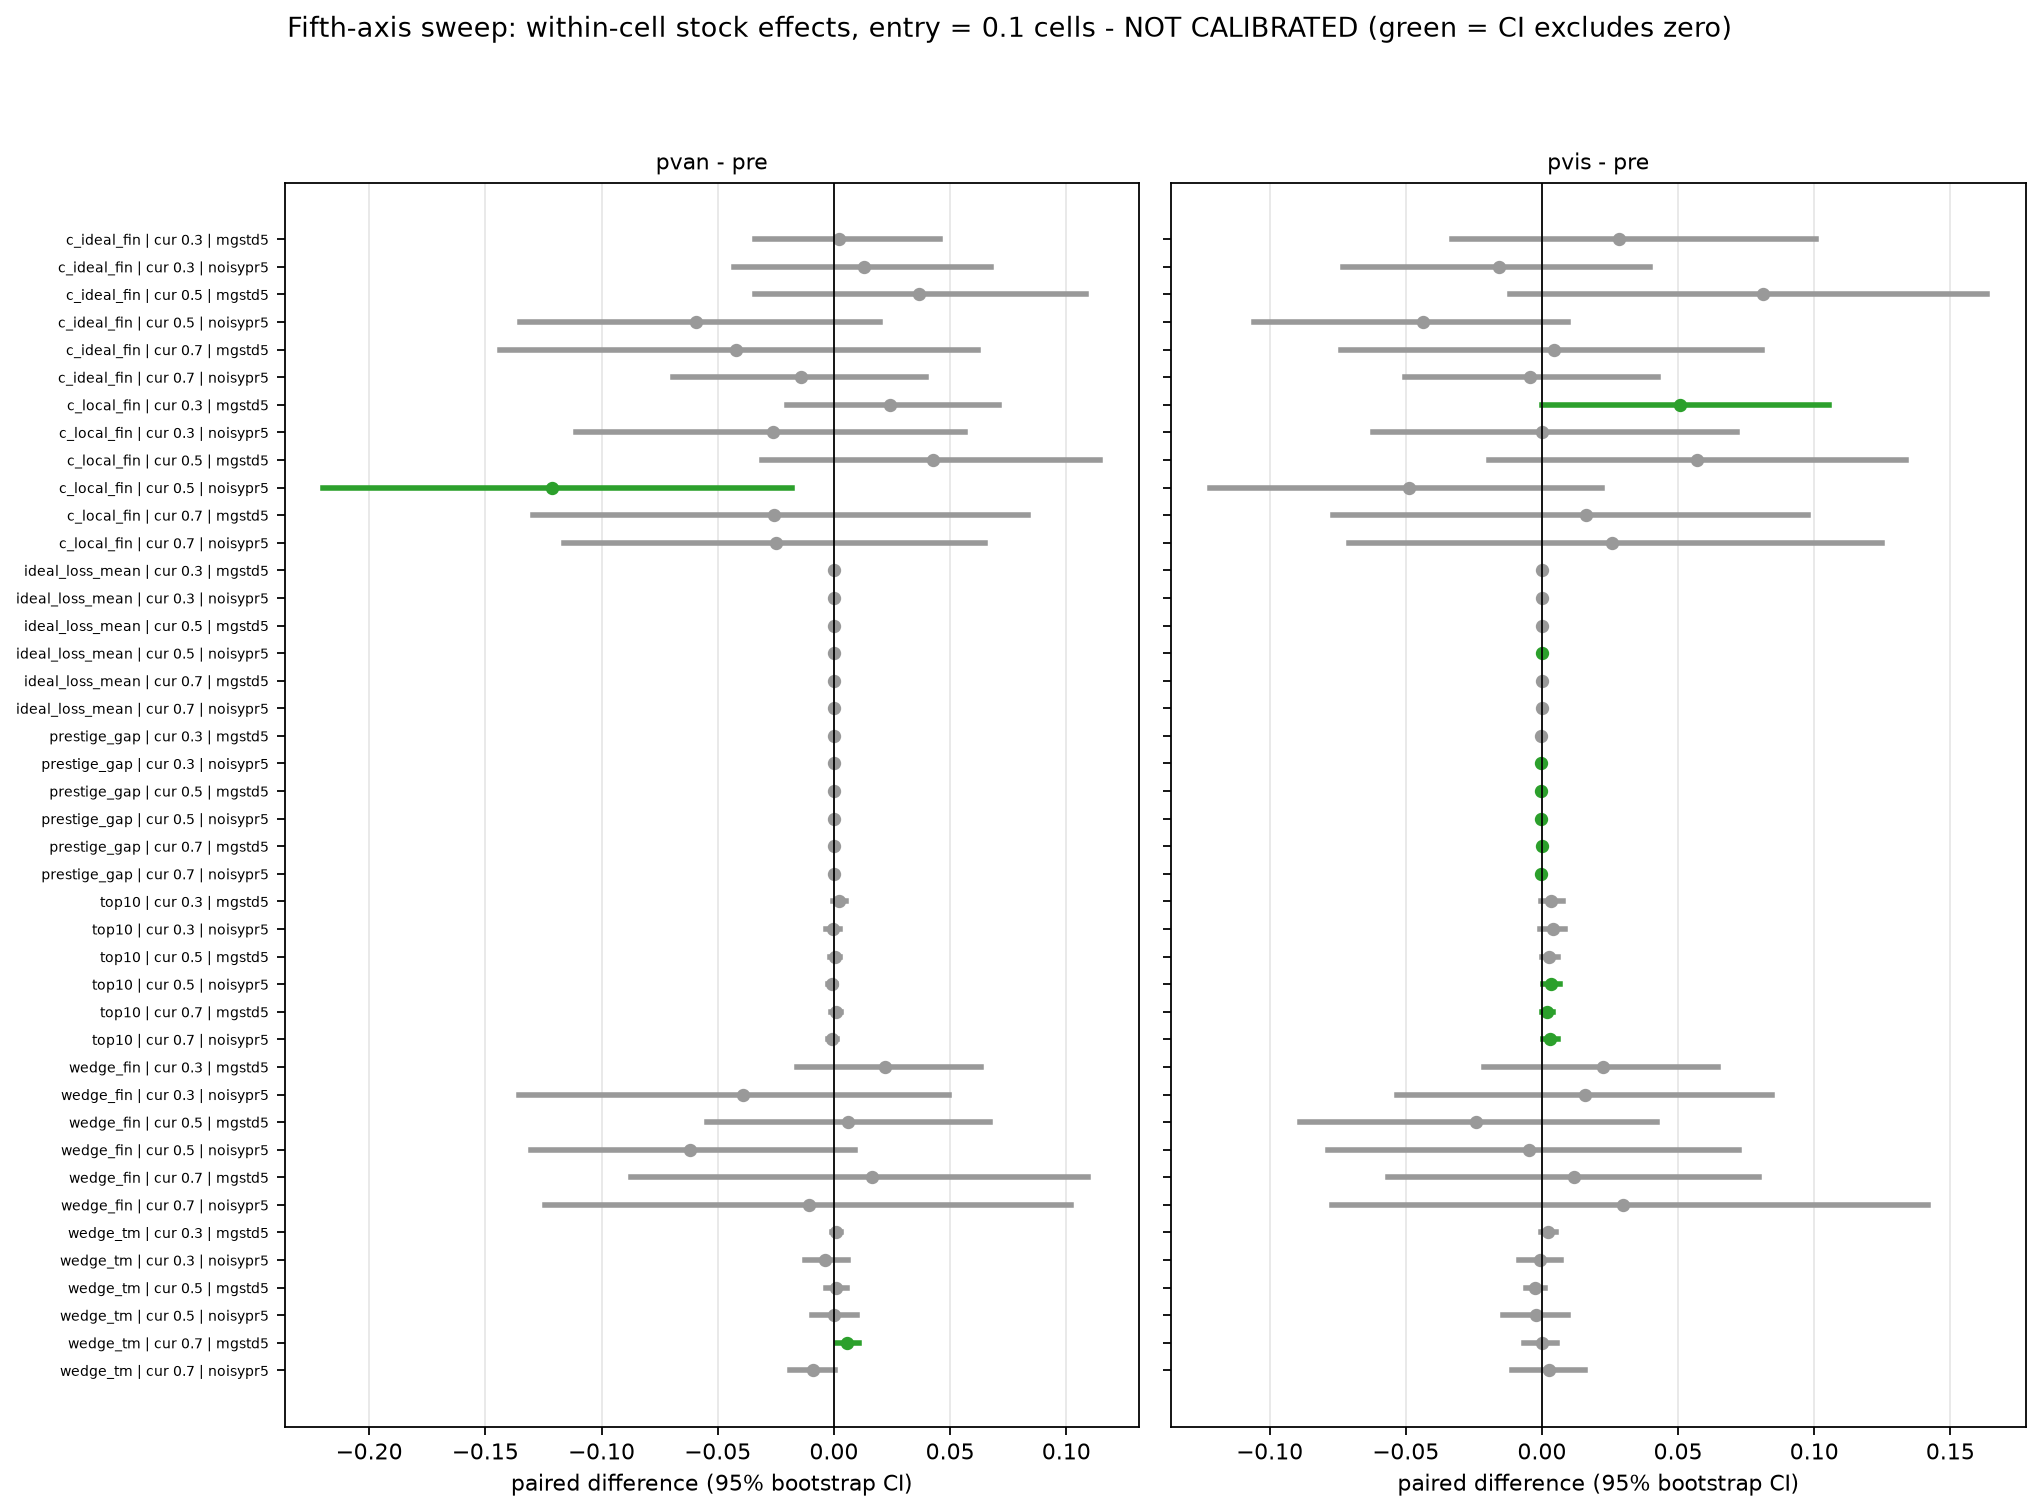 Fifth-axis sweep: within-cell stock effects, entry = 0.1 cells - NOT CALIBRATED (green = CI excludes zero)
pvan - pre
pvis - pre
c_ideal_fin | cur 0.3 | mgstd5
c_ideal_fin | cur 0.3 | noisypr5
c_ideal_fin | cur 0.5 | mgstd5
c_ideal_fin | cur 0.5 | noisypr5
c_ideal_fin | cur 0.7 | mgstd5
c_ideal_fin | cur 0.7 | noisypr5
c_local_fin | cur 0.3 | mgstd5
c_local_fin | cur 0.3 | noisypr5
c_local_fin | cur 0.5 | mgstd5
c_local_fin | cur 0.5 | noisypr5
c_local_fin | cur 0.7 | mgstd5
c_local_fin | cur 0.7 | noisypr5
ideal_loss_mean | cur 0.3 | mgstd5
ideal_loss_mean | cur 0.3 | noisypr5
ideal_loss_mean | cur 0.5 | mgstd5
ideal_loss_mean | cur 0.5 | noisypr5
ideal_loss_mean | cur 0.7 | mgstd5
ideal_loss_mean | cur 0.7 | noisypr5
prestige_gap | cur 0.3 | mgstd5
prestige_gap | cur 0.3 | noisypr5
prestige_gap | cur 0.5 | mgstd5
prestige_gap | cur 0.5 | noisypr5
prestige_gap | cur 0.7 | mgstd5
prestige_gap | cur 0.7 | noisypr5
top10 | cur 0.3 | mgstd5
top10 | cur 0.3 | noisypr5
top10 | cur 0.5 | mgstd5
top10 | cur 0.5 | noisypr5
top10 | cur 0.7 | mgstd5
top10 | cur 0.7 | noisypr5
wedge_fin | cur 0.3 | mgstd5
wedge_fin | cur 0.3 | noisypr5
wedge_fin | cur 0.5 | mgstd5
wedge_fin | cur 0.5 | noisypr5
wedge_fin | cur 0.7 | mgstd5
wedge_fin | cur 0.7 | noisypr5
wedge_tm | cur 0.3 | mgstd5
wedge_tm | cur 0.3 | noisypr5
wedge_tm | cur 0.5 | mgstd5
wedge_tm | cur 0.5 | noisypr5
wedge_tm | cur 0.7 | mgstd5
wedge_tm | cur 0.7 | noisypr5
−0.20 −0.15 −0.10 −0.05 0.00 0.05 0.10
−0.10 −0.05 0.00 0.05 0.10 0.15
paired difference (95% bootstrap CI)
paired difference (95% bootstrap CI)